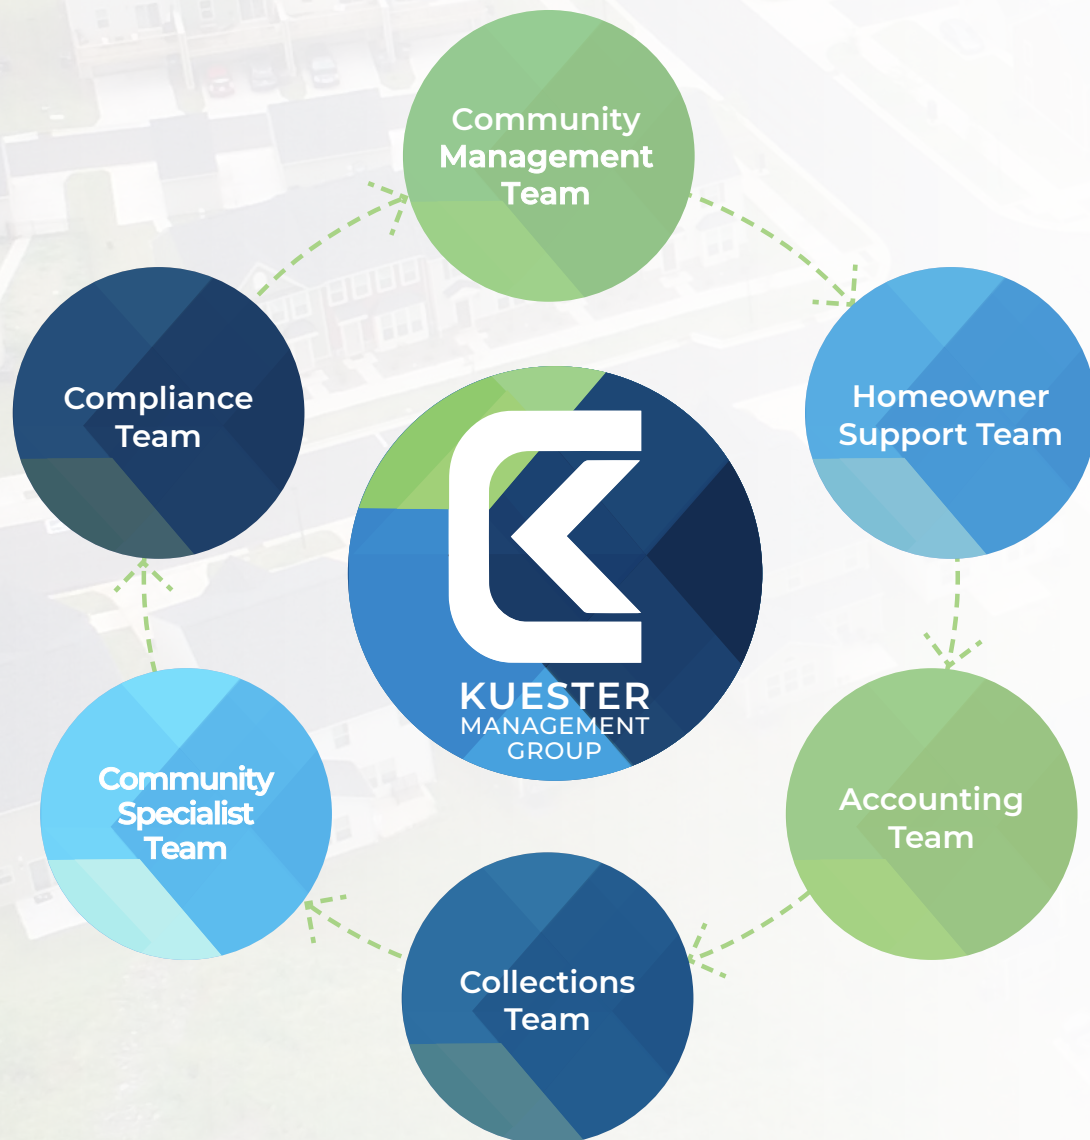 Community
Management
Team
Homeowner
Support Team
Accounting
Team
Collections
Team
Community
Specialist
Team
Compliance
Team
KUESTER
MANAGEMENT
GROUP